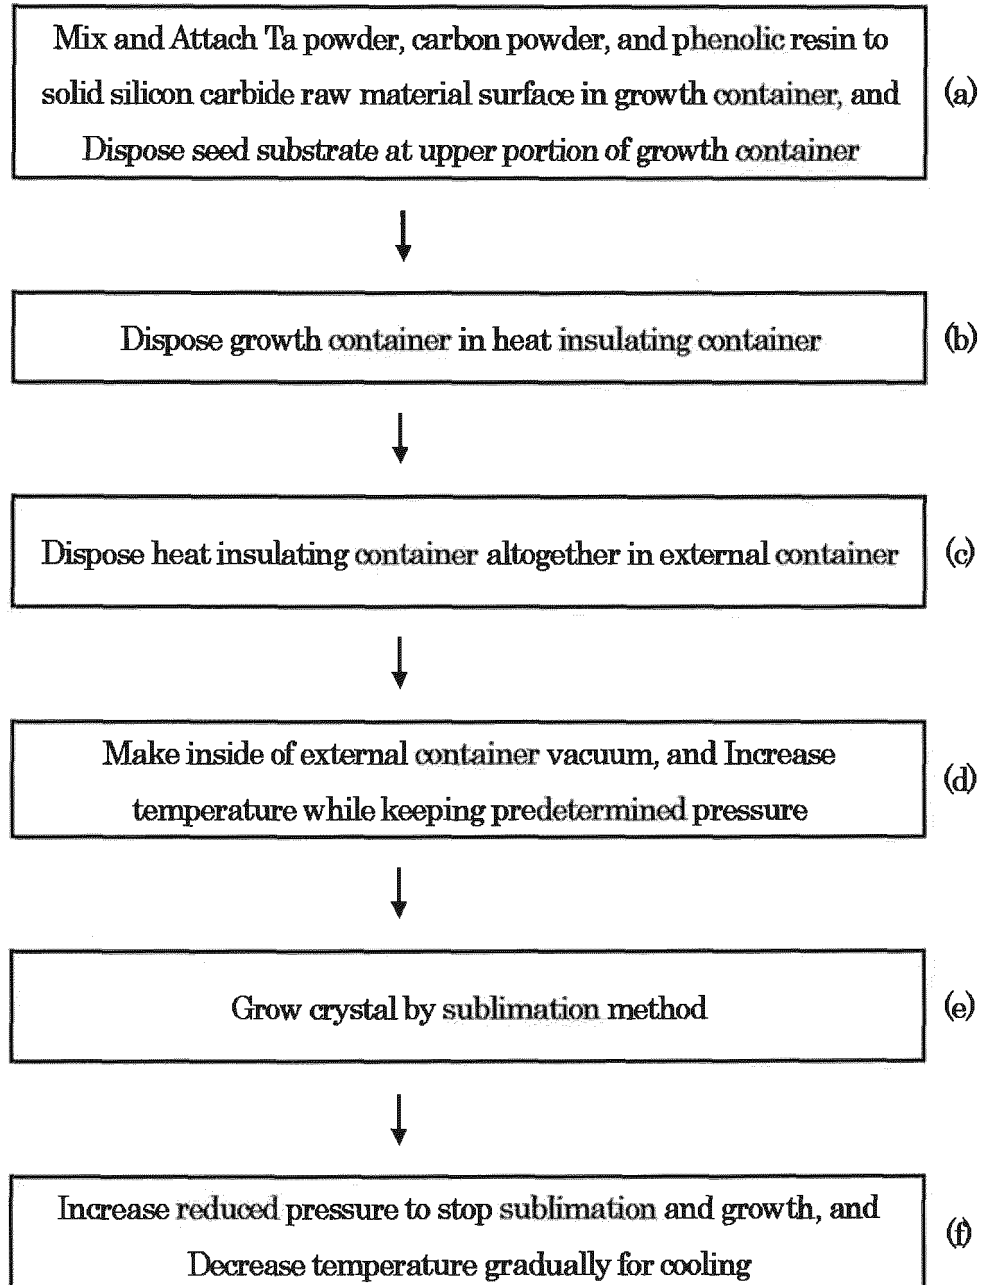 Mix and Attach Ta powder, carbon powder, and phenolic resin to
solid silicon carbide raw material surface in growth container, and
Dispose seed substrate at upper portion of growth container
(a)
Dispose growth container in heat insulating container
(b)
Dispose heat insulating container altogether in external container
(c)
Make inside of external container vacuum, and Increase
temperature while keeping predetermined pressure
(d)
Grow crystal by sublimation method
(e)
Increase reduced pressure to stop sublimation and growth, and
Decrease temperature gradually for cooling
(f)